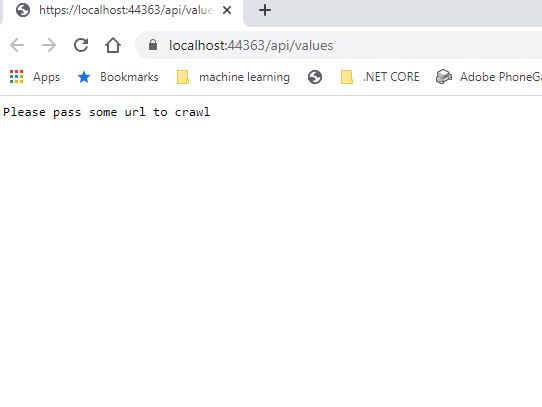 https://localhost:44363/api/value
localhost:44363/api/values
Apps Bookmarks machine learning .NET CORE Adobe PhoneGa
Please pass some url to crawl